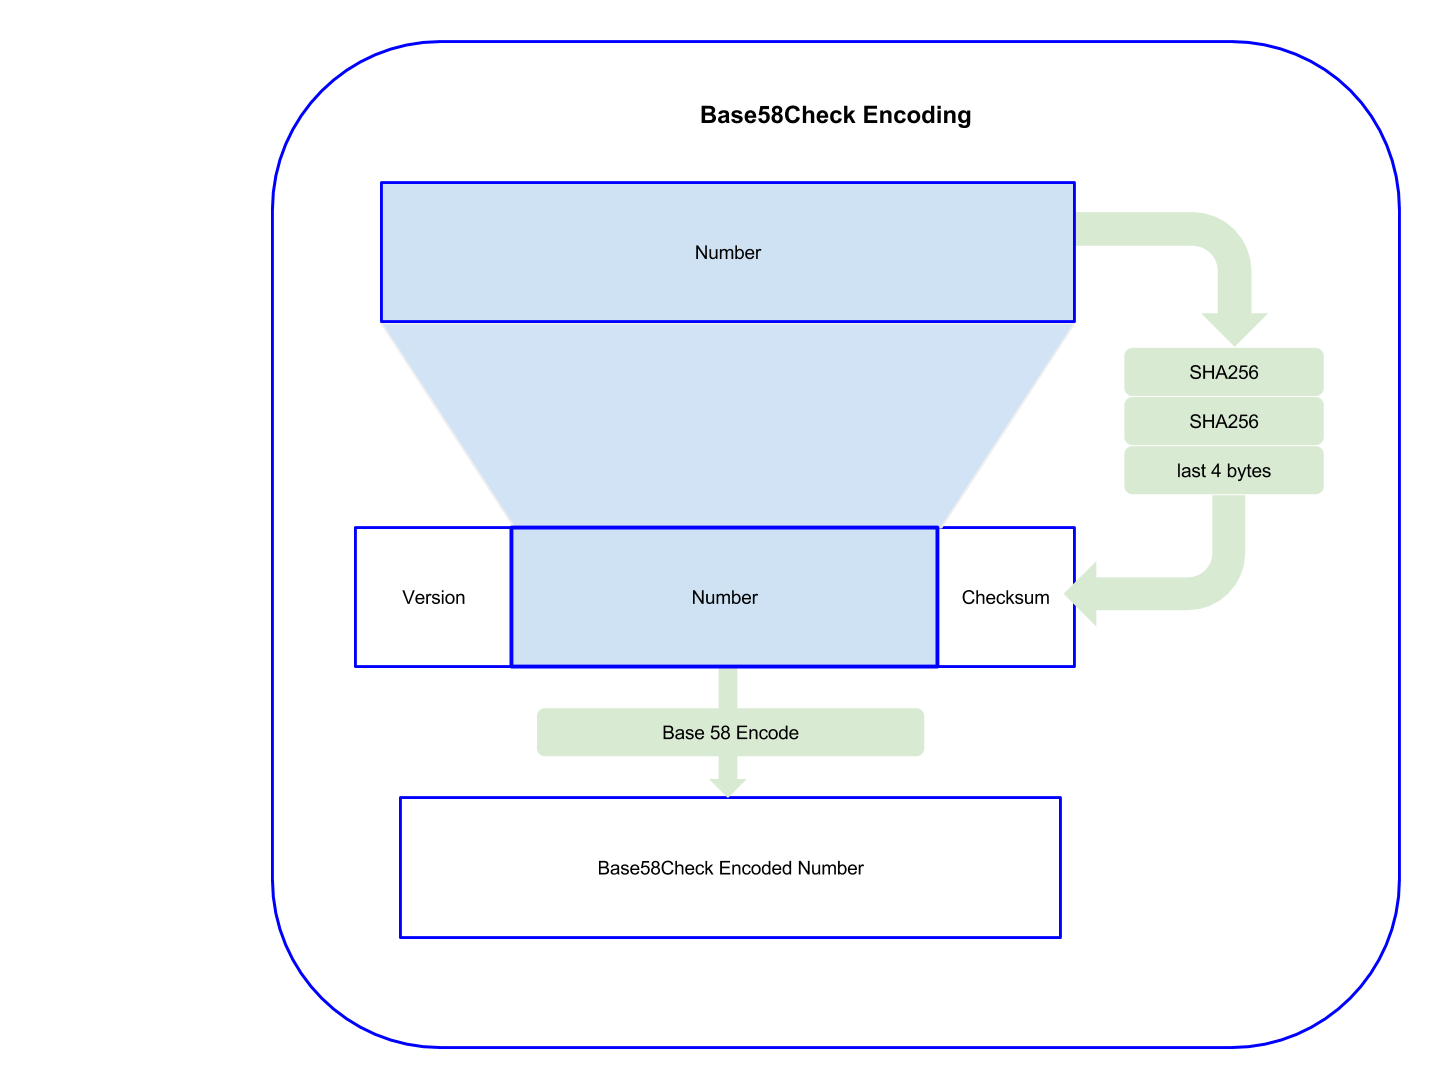 Base58Check Encoding
Number
SHA256
SHA256
last 4 bytes
Version
Number
Checksum
Base 58 Encode
Base58Check Encoded Number